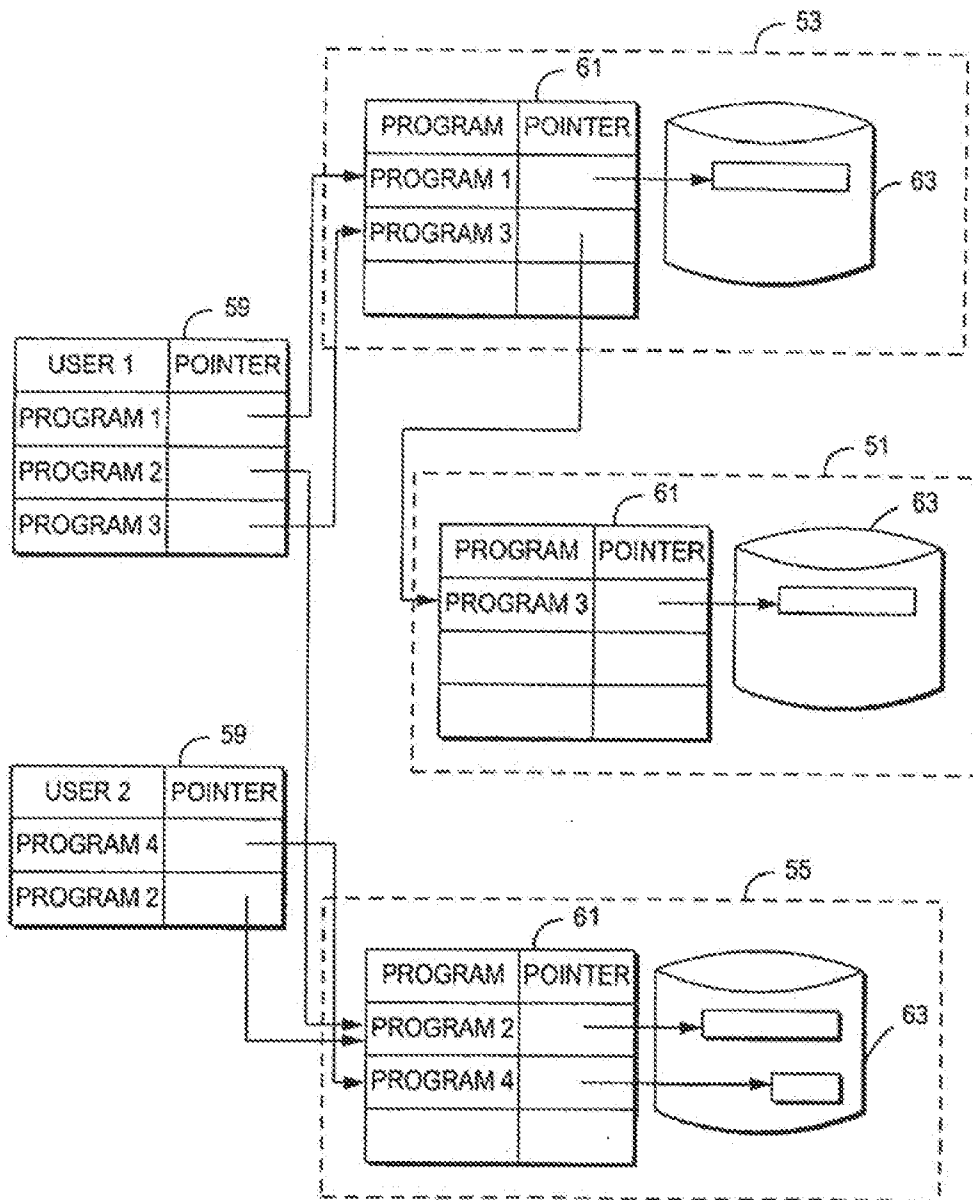 53
61
PROGRAM POINTER
PROGRAM 1
PROGRAM 3
63
59
USER 1 POINTER
PROGRAM 1
PROGRAM 2
PROGRAM 3
51
61
63
PROGRAM POINTER
PROGRAM 3
59
USER 2 POINTER
PROGRAM 4
PROGRAM 2
55
61
PROGRAM POINTER
PROGRAM 2
63
PROGRAM 4